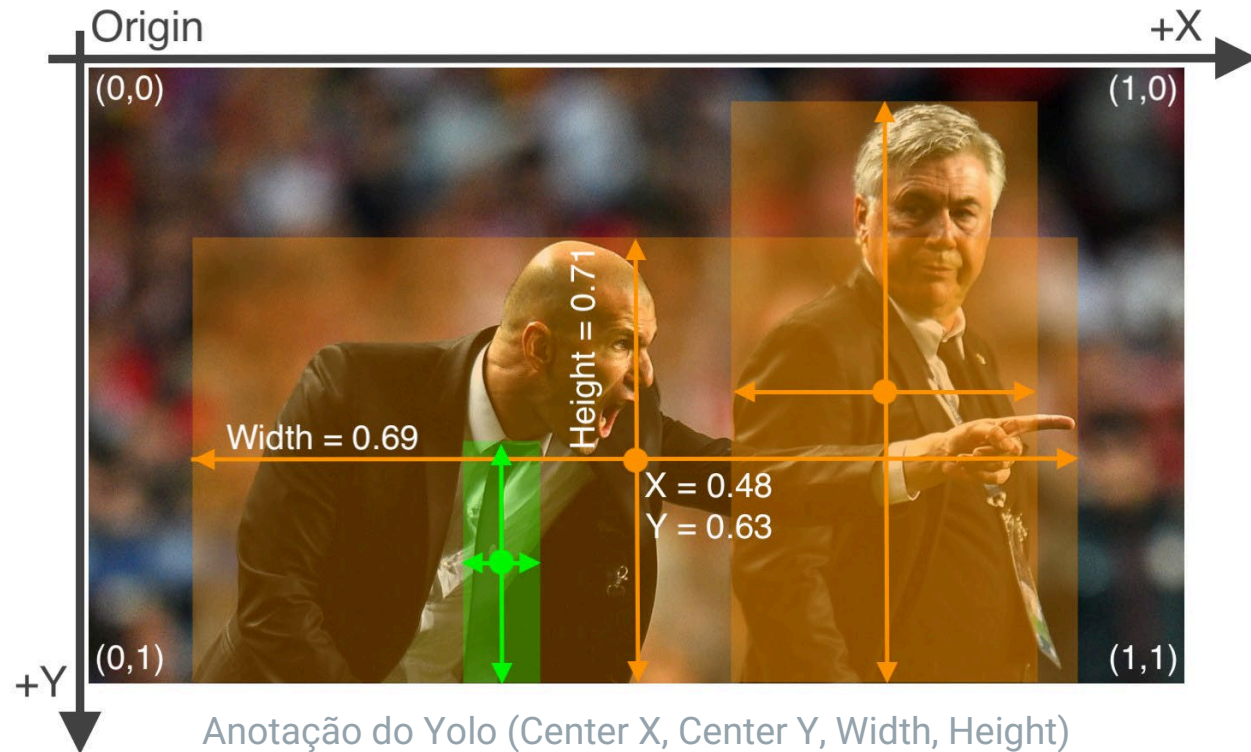 Origin
+X
(0,0)
(1,0)
Height = 0.71
Width = 0.69
X = 0.48
Y = 0.63
(0,1)
(1,1)
+Y
Anotação do Yolo (Center X, Center Y, Width, Height)